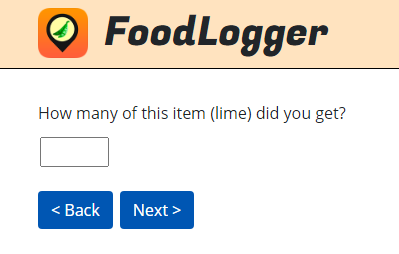 FoodLogger
How many of this item (lime) did you get?
< Back
Next >